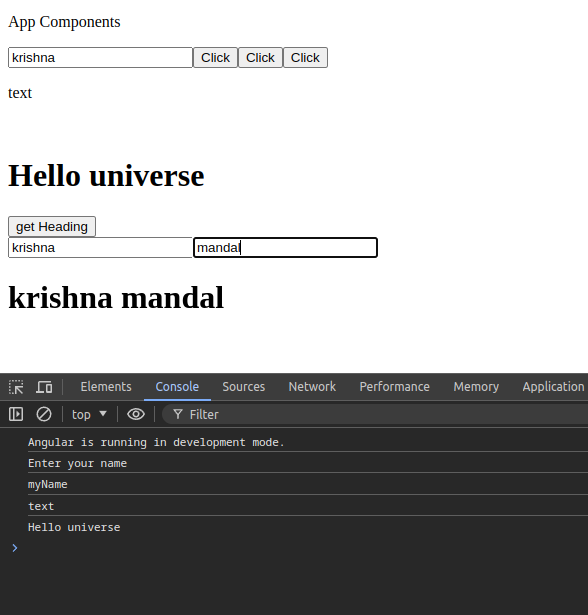 App Components
krishna Click Click Click
text
Hello universe
get Heading
krishna mandal
krishna mandal
Elements Console Sources Network Performance Memory Application
top Filter
Angular is running in development mode.
Enter your name
myName
text
Hello universe